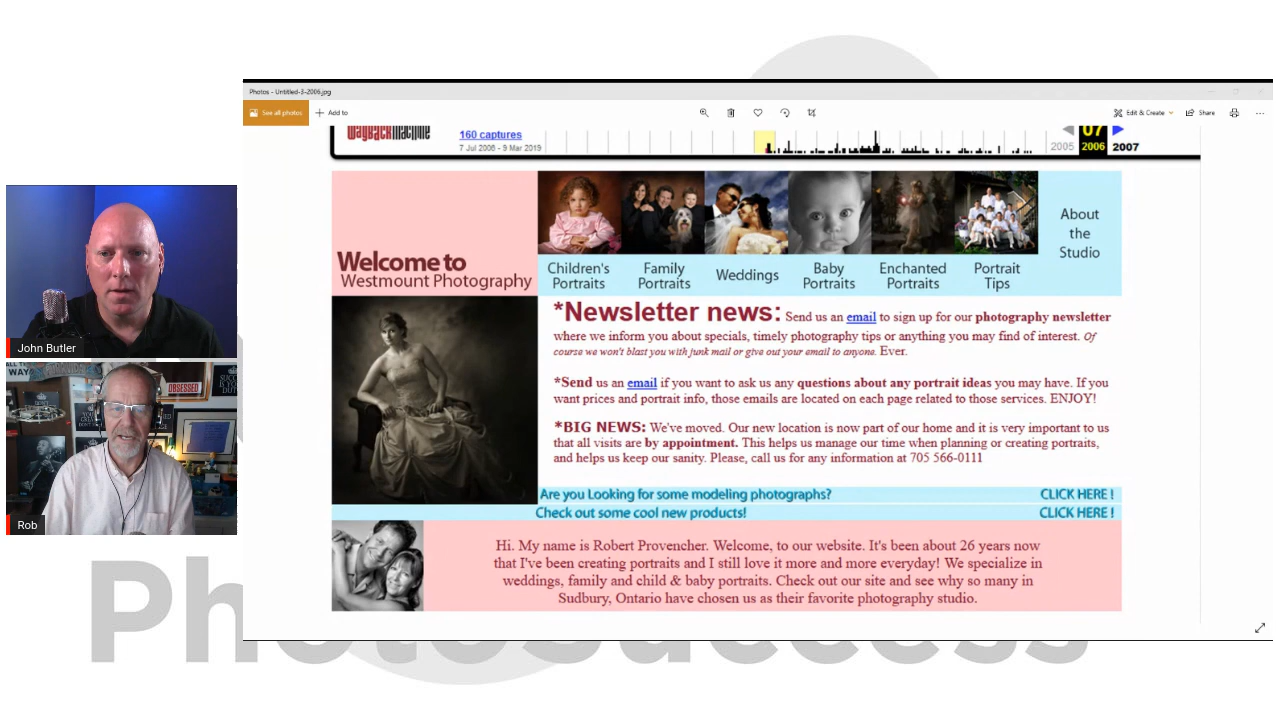 Photos - Untitled-3-2006.jpg
See all photos
Add to
Edit & Create
Share
WayBackMachine
160 captures
7 Jul 2006 - 9 Mar 2019
07
2005 2006 2007
Welcome to
Westmount Photography
Children's Portraits
Family Portraits
Weddings
Baby Portraits
Enchanted Portraits
Portrait Tips
About
the
Studio
*Newsletter news: Send us an email to sign up for our photography newsletter
where we inform you about specials, timely photography tips or anything you may find of interest. Of
course we won't blast you with junk mail or give out your email to anyone. Ever.
*Send us an email if you want to ask us any questions about any portrait ideas you may have. If you
want prices and portrait info, those emails are located on each page related to those services. ENJOY!
*BIG NEWS: We've moved. Our new location is now part of our home and it is very important to us
that all visits are by appointment. This helps us manage our time when planning or creating portraits,
and helps us keep our sanity. Please, call us for any information at 705 566-0111
Are you Looking for some modeling photographs? CLICK HERE !
Check out some cool new products! CLICK HERE !
Hi. My name is Robert Provencher. Welcome, to our website. It's been about 26 years now
that I've been creating portraits and I still love it more and more everyday! We specialize in
weddings, family and child & baby portraits. Check out our site and see why so many in
Sudbury, Ontario have chosen us as their favorite photography studio.
John Butler
OBSESSED
Rob
PhotoSuccess